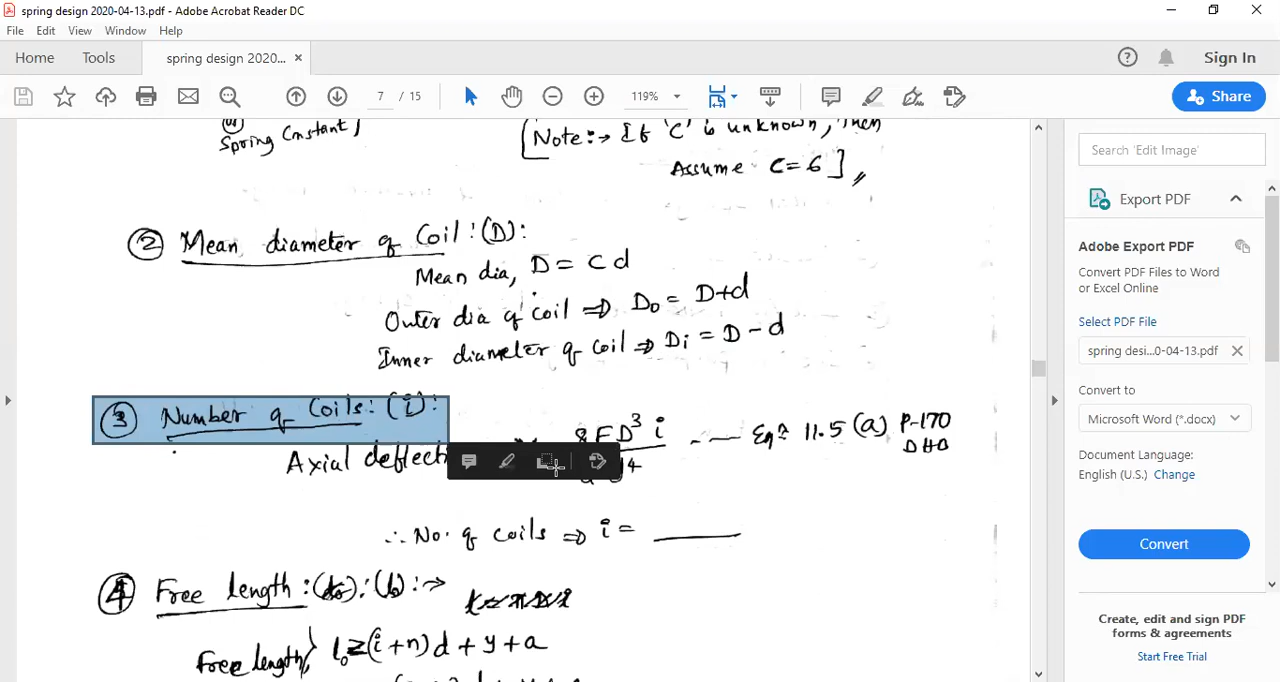 spring design 2020-04-13.pdf - Adobe Acrobat Reader DC
File Edit View Window Help
Home Tools spring design 2020... × Sign In
7 / 15 119% Share
Spring Constant
[Note:→ If 'C' is unknown, then
Assume C=6],,
② Mean diameter of Coil : (D):
Mean dia, D = c d
Outer dia of coil ⇒ Do = D+d
Inner diameter of coil ⇒ Di = D - d
③ Number of Coils: (i):
Axial deflecti 8FD³ i -- Eqn 11.5 (a) P-170
DHB
∴ No. of coils ⇒ i =
④ Free length : (lo) :→
Free length} lo ≥ (i+n)d + y + a
Search 'Edit Image'
Export PDF
Adobe Export PDF
Convert PDF Files to Word
or Excel Online
Select PDF File
spring desi...0-04-13.pdf ×
Convert to
Microsoft Word (*.docx)
Document Language:
English (U.S.) Change
Convert
Create, edit and sign PDF
forms & agreements
Start Free Trial